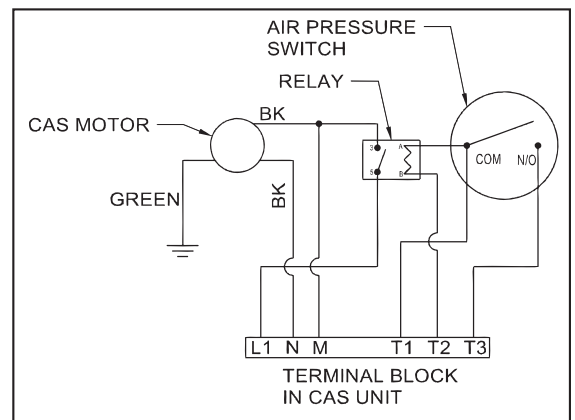 AIR PRESSURE
SWITCH
RELAY
BK
CAS MOTOR
3
A
5
B
COM
N/O
GREEN
BK
L1 N M T1 T2 T3
TERMINAL BLOCK
IN CAS UNIT